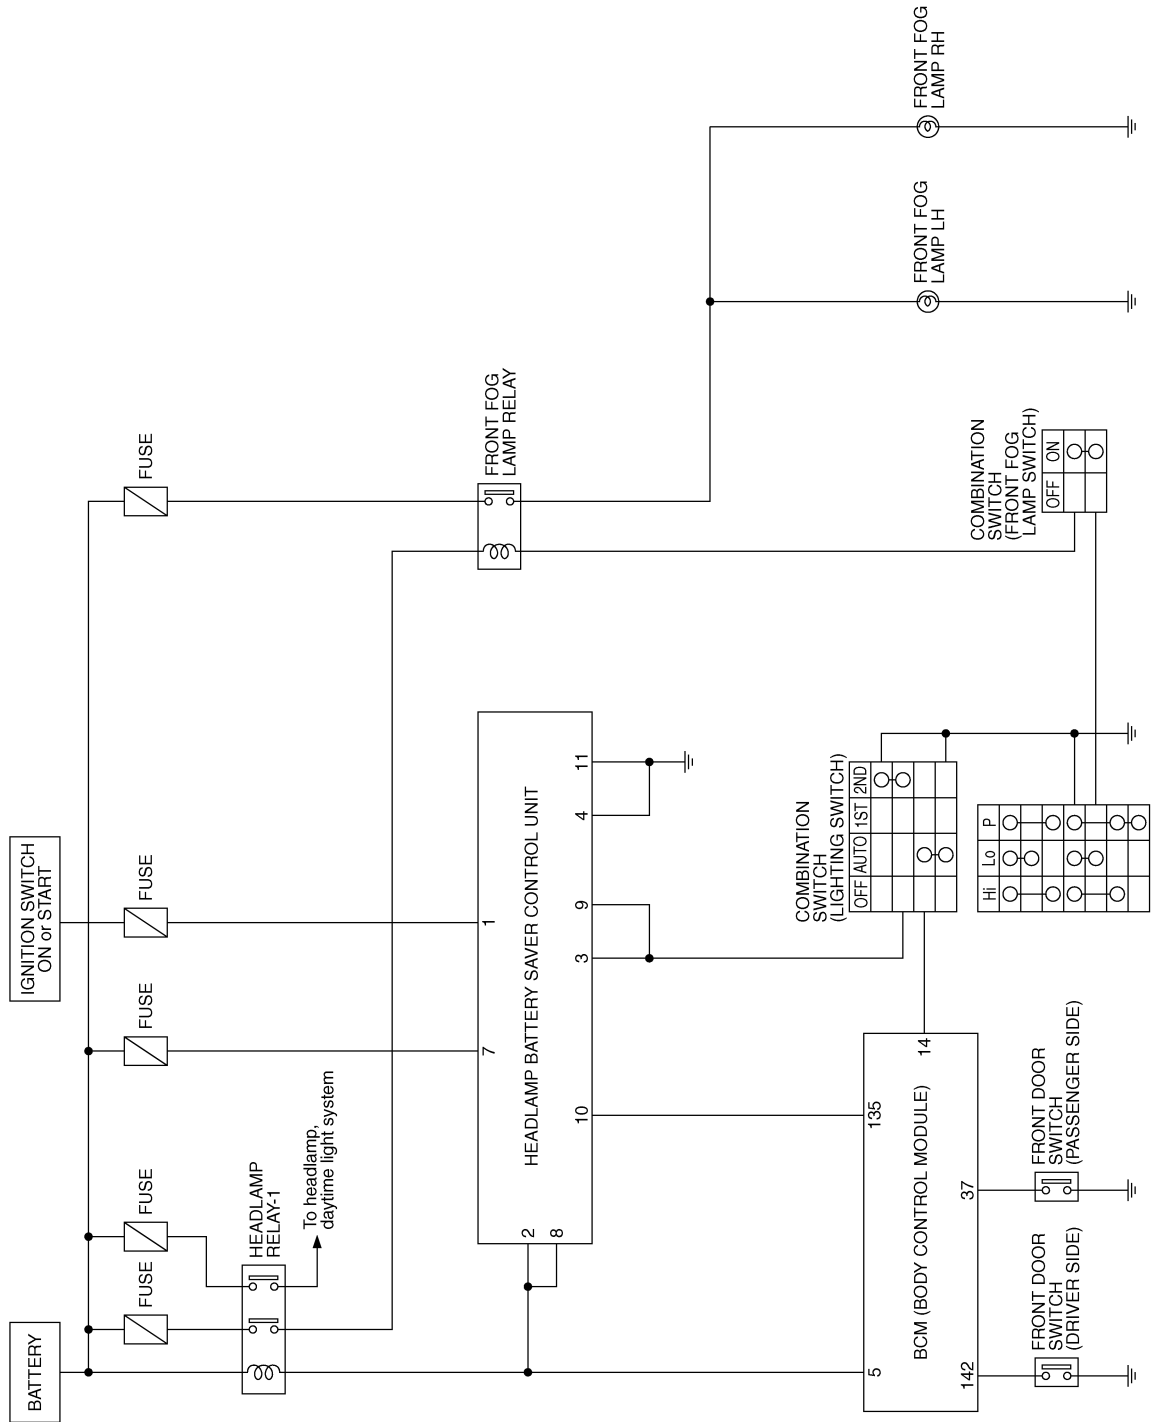 BATTERY
IGNITION SWITCH
ON or START
FUSE
FUSE
FUSE
FUSE
FUSE
HEADLAMP
RELAY-1
To headlamp,
daytime light system
FRONT FOG
LAMP RELAY
FRONT FOG
LAMP LH
FRONT FOG
LAMP RH
HEADLAMP BATTERY SAVER CONTROL UNIT
7
1
2
8
10
3
9
4
11
COMBINATION
SWITCH
(LIGHTING SWITCH)
OFF AUTO 1ST 2ND
COMBINATION
SWITCH
(FRONT FOG
LAMP SWITCH)
OFF ON
Hi Lo P
BCM (BODY CONTROL MODULE)
5
135
14
142
37
FRONT DOOR
SWITCH
(DRIVER SIDE)
FRONT DOOR
SWITCH
(PASSENGER SIDE)